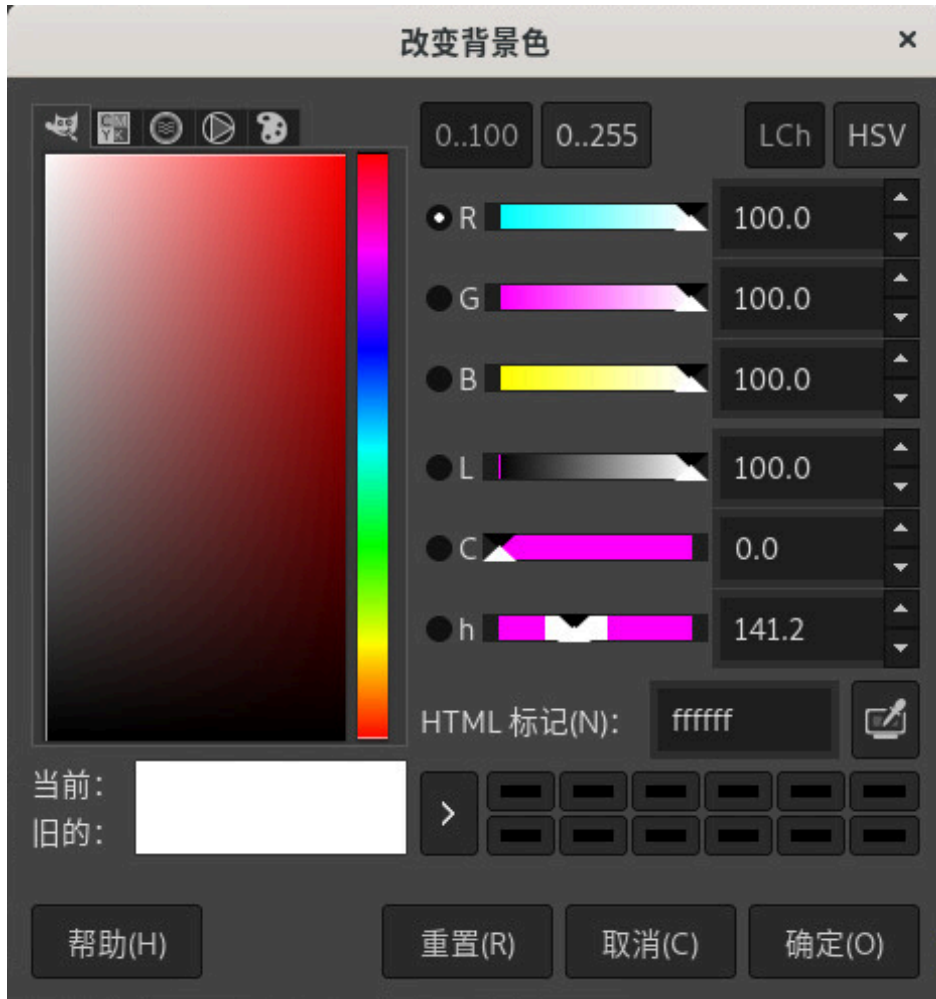 改变背景色
CM
YK
0..100 0..255 LCh HSV
R 100.0
G 100.0
B 100.0
L 100.0
C 0.0
h 141.2
HTML 标记(N)： ffffff
当前：
旧的：
帮助(H) 重置(R) 取消(C) 确定(O)